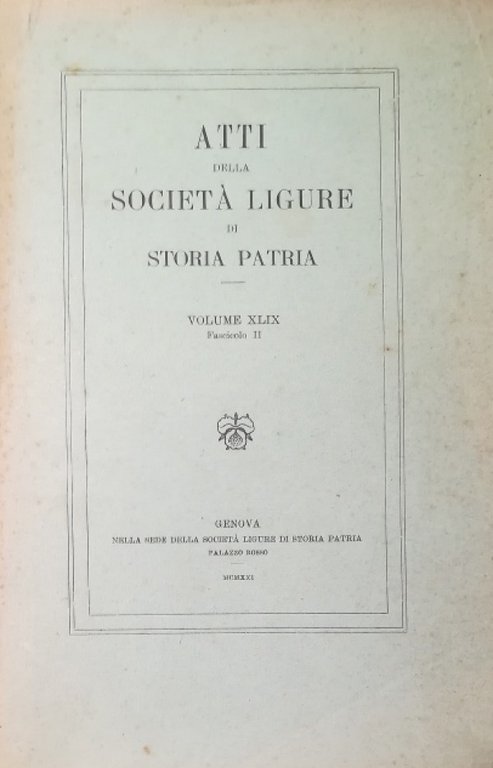 ATTI
DELLA
SOCIETÀ LIGURE
DI
STORIA PATRIA
VOLUME XLIX
Fascicolo II
GENOVA
NELLA SEDE DELLA SOCIETÀ LIGURE DI STORIA PATRIA
PALAZZO ROSSO
MCMXXI